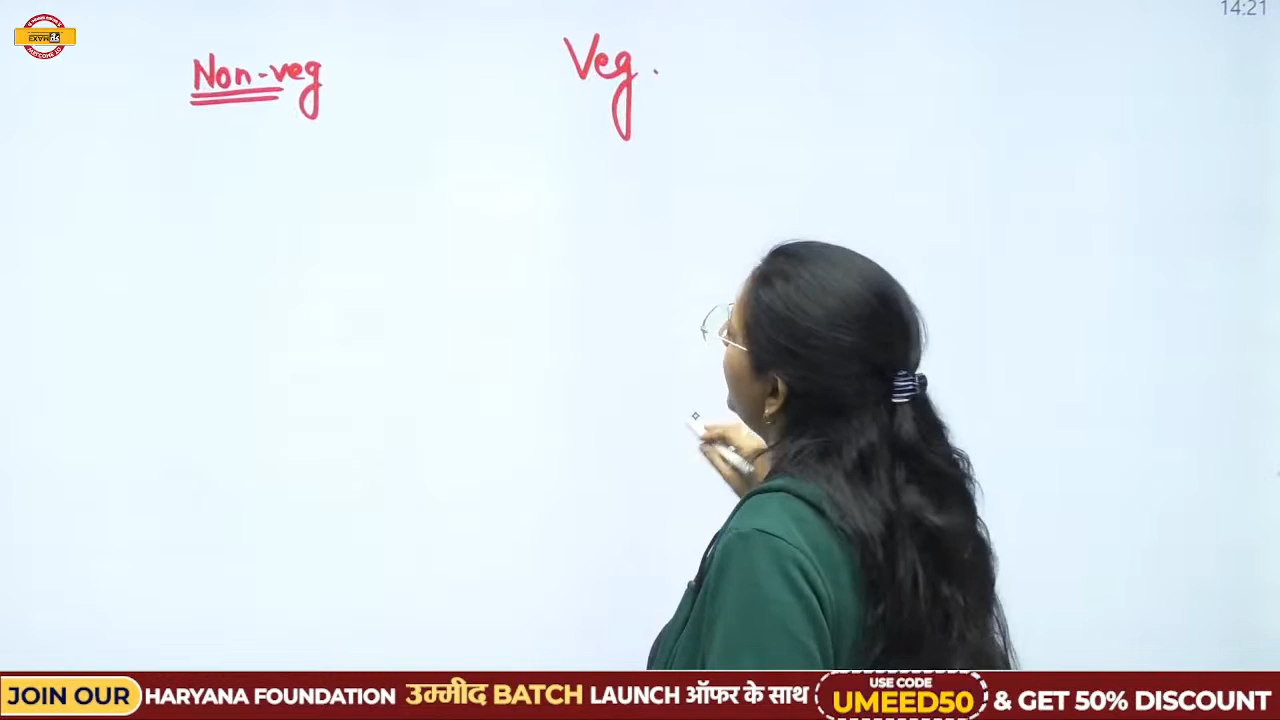 14:21
Non-veg
Veg.
JOIN OUR HARYANA FOUNDATION उम्मीद BATCH LAUNCH ऑफर के साथ USE CODE UMEED50 & GET 50% DISCOUNT